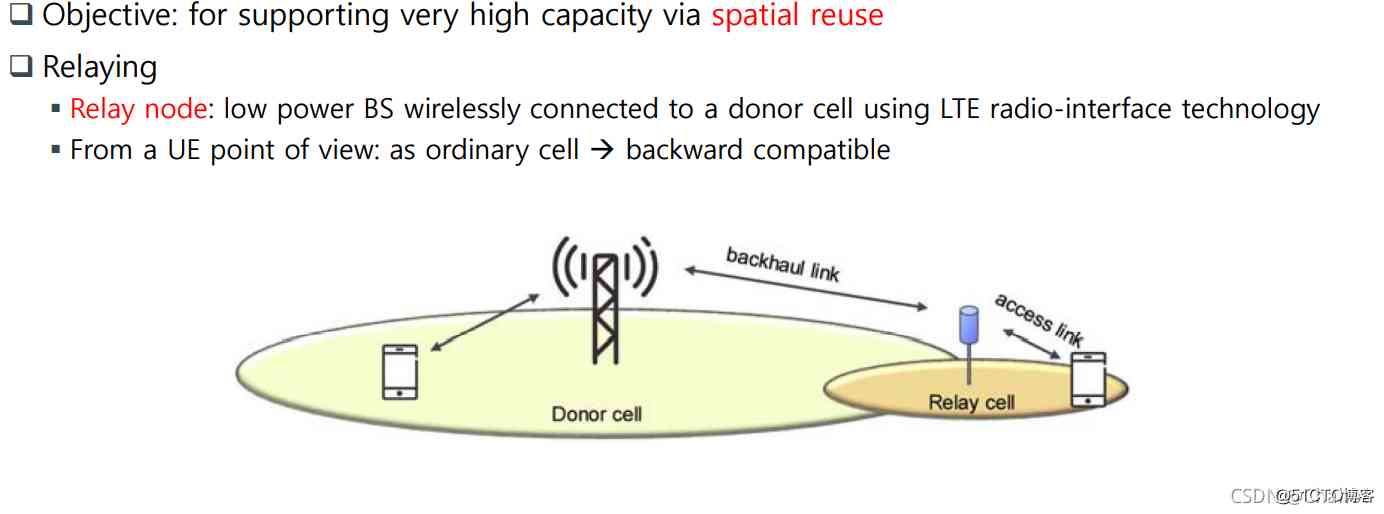 ❑ Objective: for supporting very high capacity via spatial reuse
❑ Relaying
▪ Relay node: low power BS wirelessly connected to a donor cell using LTE radio-interface technology
▪ From a UE point of view: as ordinary cell → backward compatible
backhaul link
access link
Relay cell
Donor cell
@51CTO博客